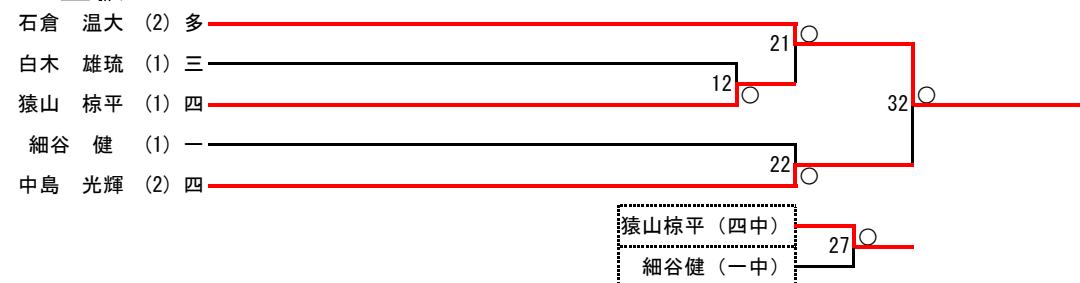 石倉　温大 (2) 多
21
○
白木　雄琉 (1) 三
12
○
猿山　椋平 (1) 四
32
○
細谷　健　(1) 一
22
○
中島　光輝 (2) 四
猿山椋平（四中）
27
○
細谷健（一中）